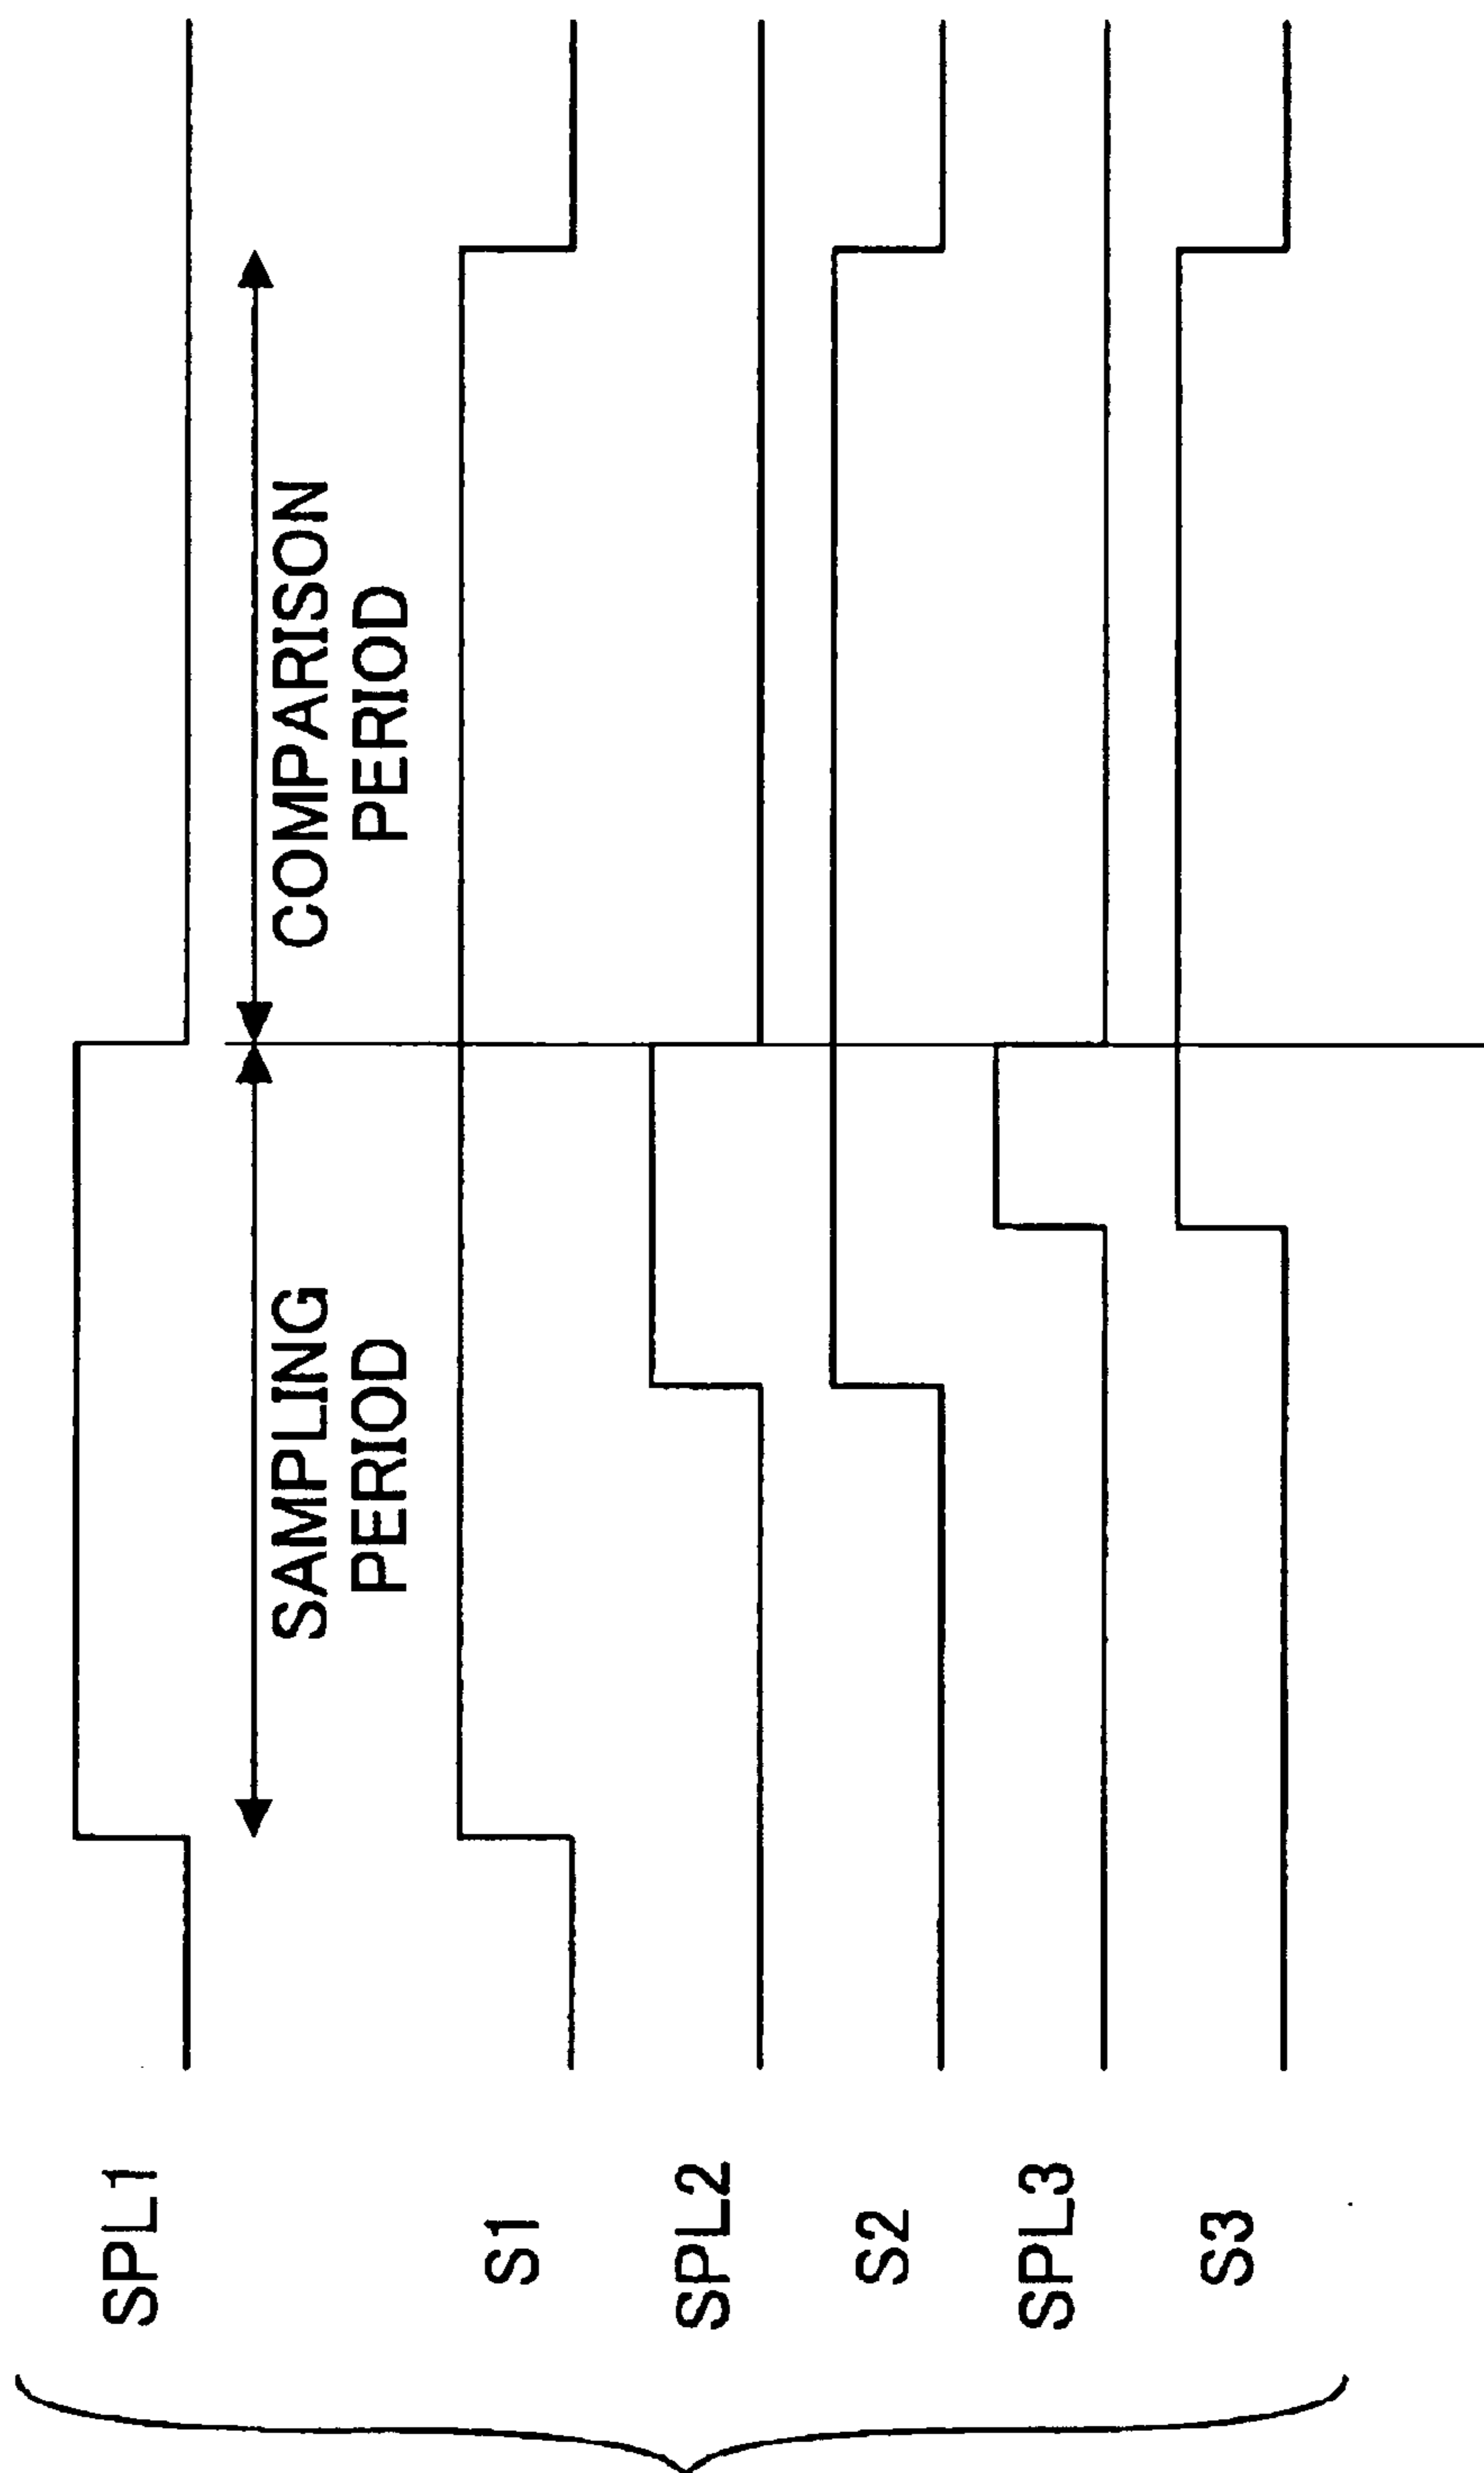 SPL1
SAMPLING
PERIOD
COMPARISON
PERIOD
S1
SPL2
S2
SPL3
S3